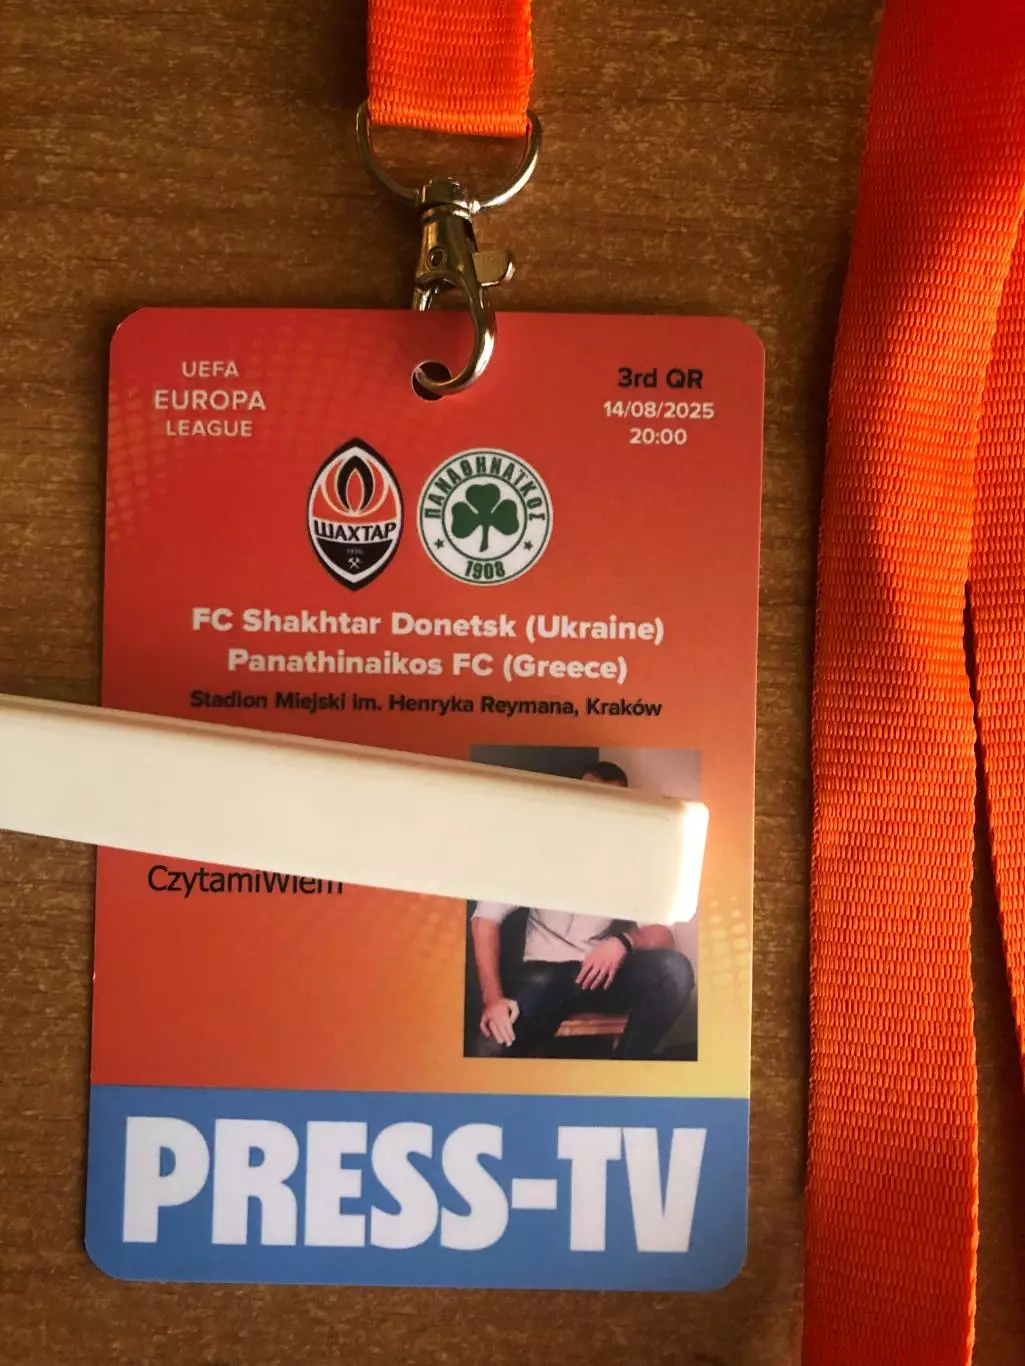 UEFA
EUROPA
LEAGUE
3rd QR
14/08/2025
20:00
ШАХТАР
1936
ΠΑΝΑΘΗΝΑΪΚΟΣ
1908
FC Shakhtar Donetsk (Ukraine)
Panathinaikos FC (Greece)
Stadion Miejski im. Henryka Reymana, Kraków
CzytamiWiem
PRESS-TV